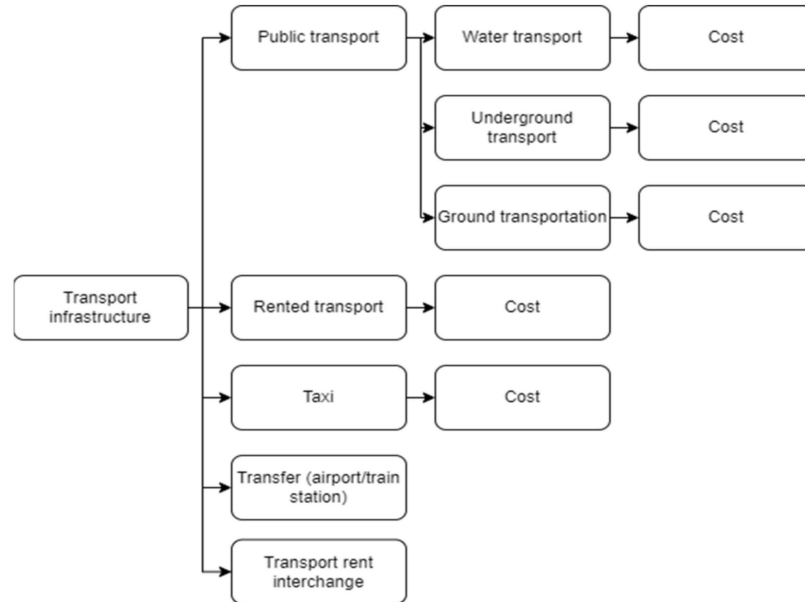 Public transport
Water transport
Cost
Underground
transport
Cost
Ground transportation
Cost
Transport
infrastructure
Rented transport
Cost
Taxi
Cost
Transfer (airport/train
station)
Transport rent
interchange